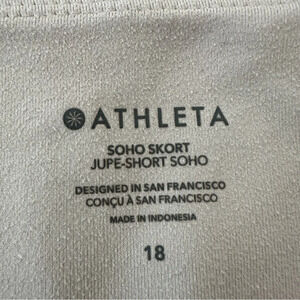 ATHLETA
SOHO SKORT
JUPE-SHORT SOHO
DESIGNED IN SAN FRANCISCO
CONÇU À SAN FRANCISCO
MADE IN INDONESIA
18